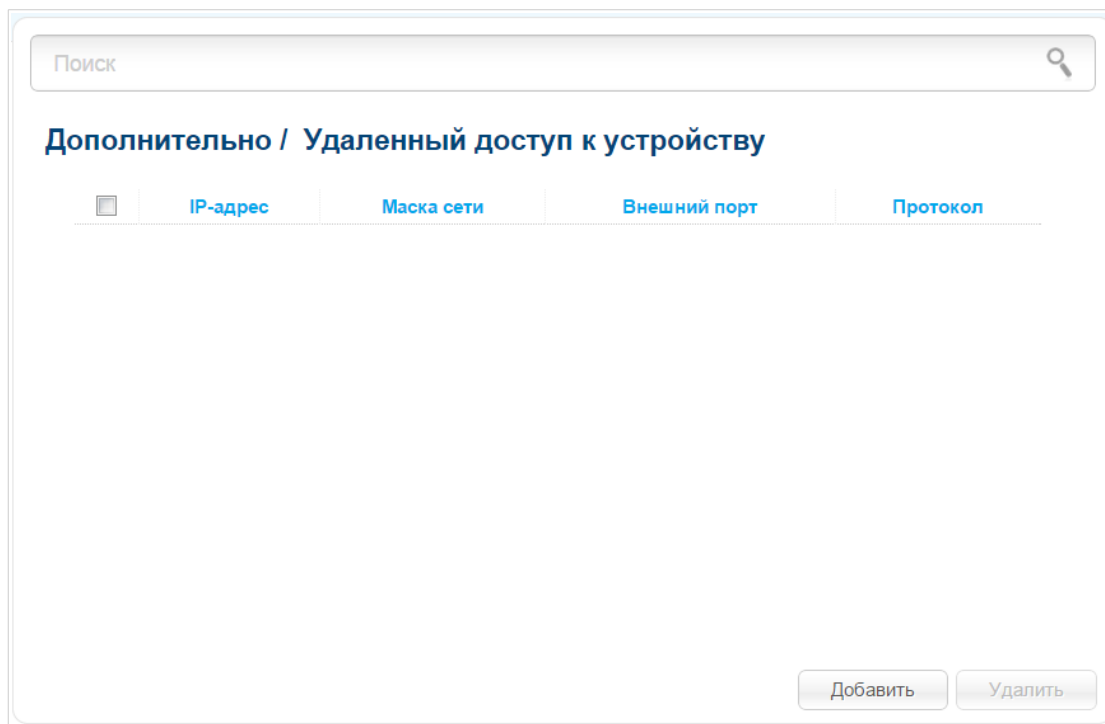 Поиск
Дополнительно / Удаленный доступ к устройству
IP-адрес Маска сети Внешний порт Протокол
Добавить Удалить